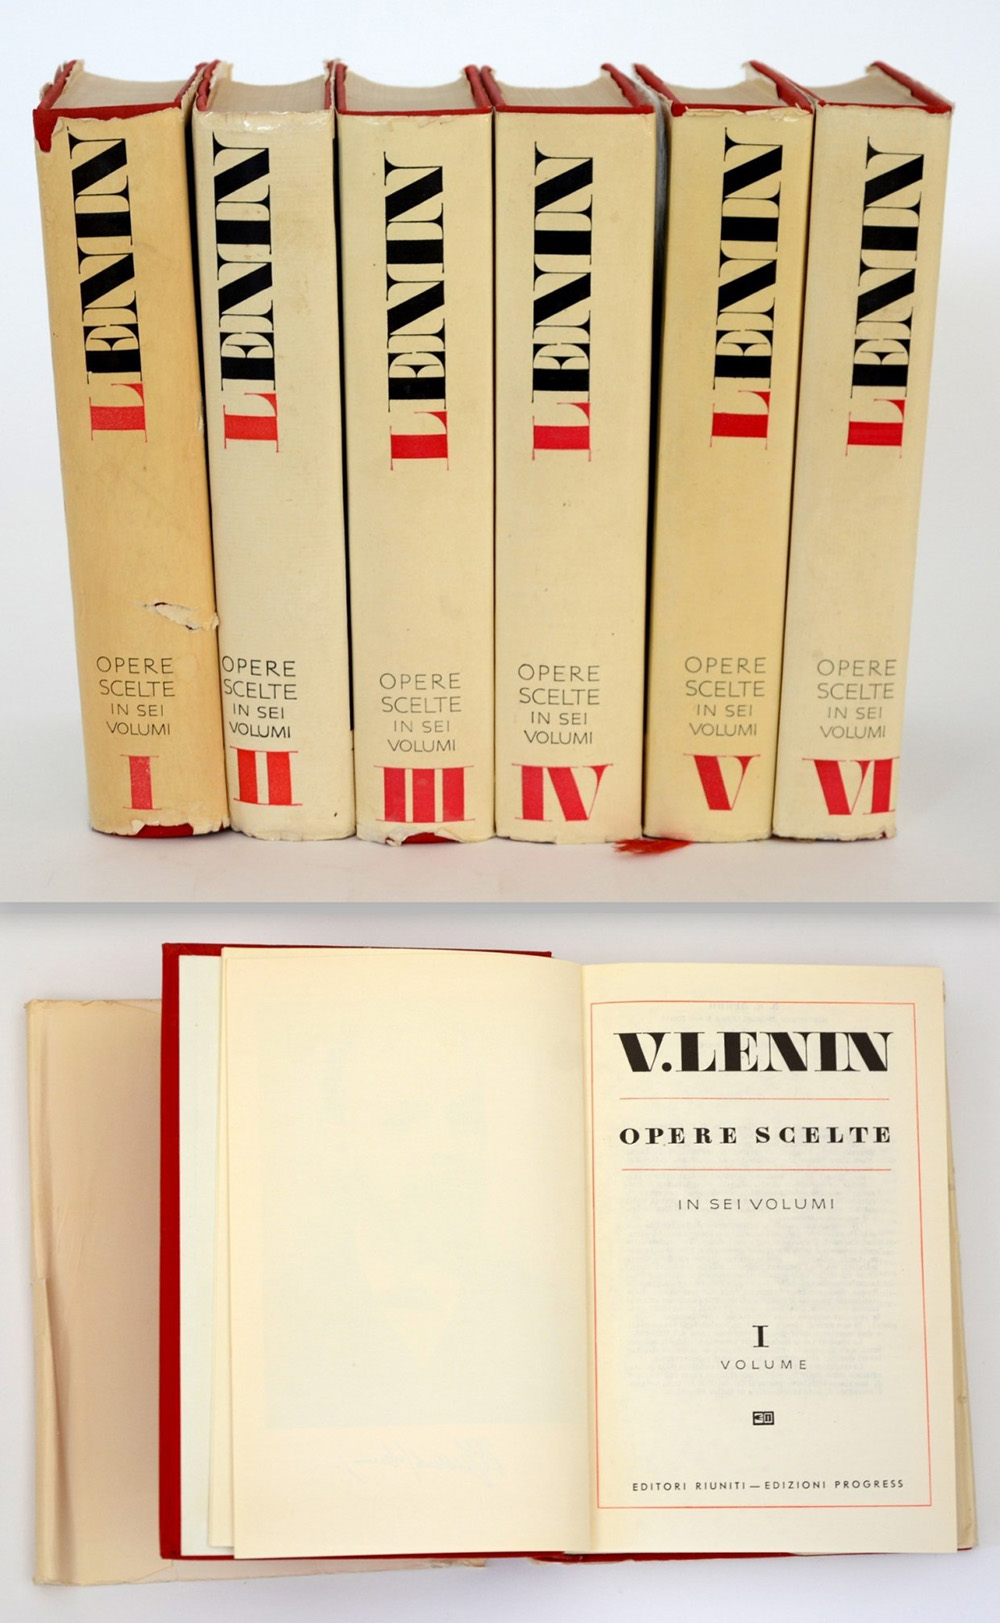 LENIN
OPERE
SCELTE
IN SEI
VOLUMI
I
LENIN
OPERE
SCELTE
IN SEI
VOLUMI
II
LENIN
OPERE
SCELTE
IN SEI
VOLUMI
III
LENIN
OPERE
SCELTE
IN SEI
VOLUMI
IV
LENIN
OPERE
SCELTE
IN SEI
VOLUMI
V
LENIN
OPERE
SCELTE
IN SEI
VOLUMI
VI
V. LENIN
OPERE SCELTE
IN SEI VOLUMI
I
VOLUME
EDITORI RIUNITI — EDIZIONI PROGRESS